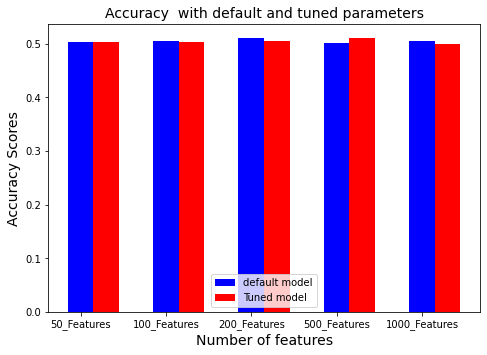 Accuracy  with default and tuned parameters
Accuracy Scores
0.5
0.4
0.3
0.2
0.1
0.0
default model
Tuned model
50_Features 100_Features 200_Features 500_Features 1000_Features
Number of features